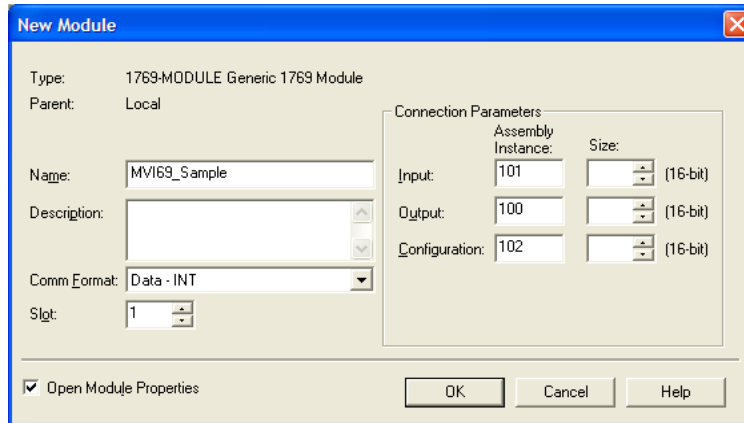 New Module
Type: 1769-MODULE Generic 1769 Module
Parent: Local
Name: MVI69_Sample
Description:
Comm Format: Data - INT
Slot: 1
Connection Parameters
Assembly
Instance: Size:
Input: 101 (16-bit)
Output: 100 (16-bit)
Configuration: 102 (16-bit)
Open Module Properties
OK Cancel Help